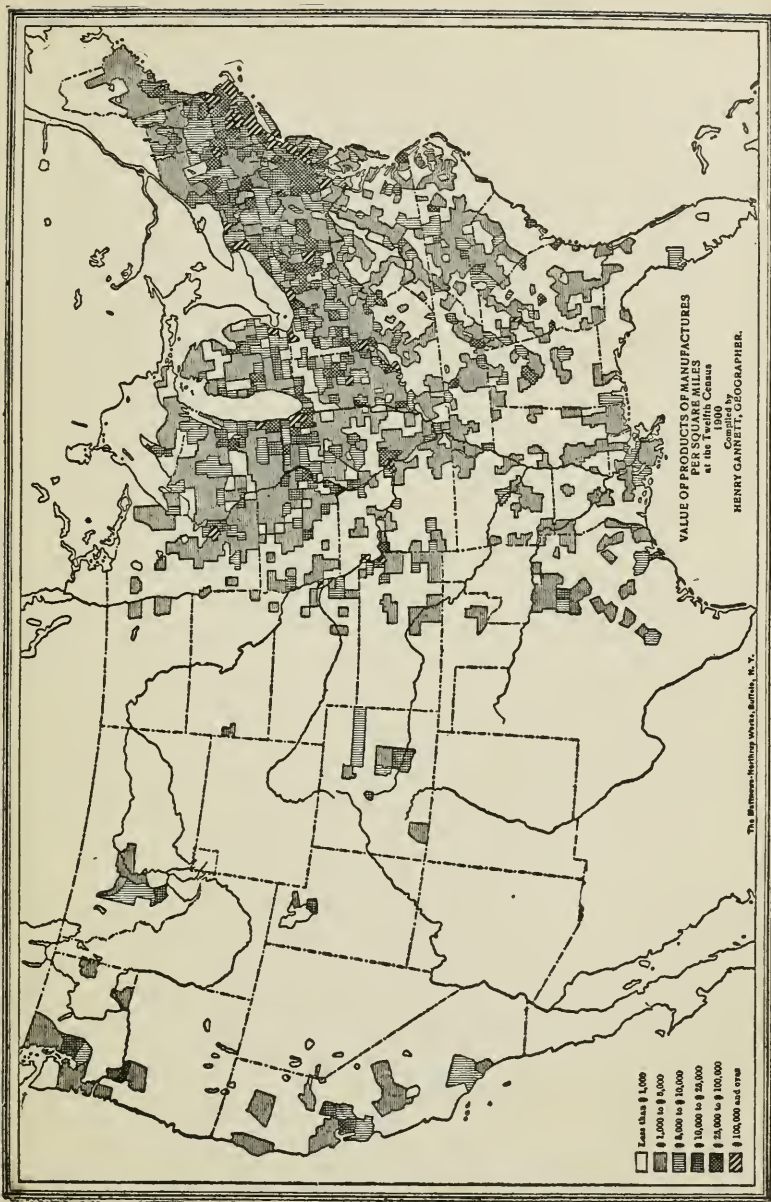 VALUE OF PRODUCTS OF MANUFACTURES
PER SQUARE MILES
at the Twelfth Census
1900
Compiled by
HENRY GANNETT, GEOGRAPHER.
Less than $ 1,000
$ 1,000 to $ 5,000
$ 5,000 to $ 10,000
$ 10,000 to $ 25,000
$ 25,000 to $ 100,000
$ 100,000 and over
The Matthews-Northrup Works, Buffalo, N. Y.